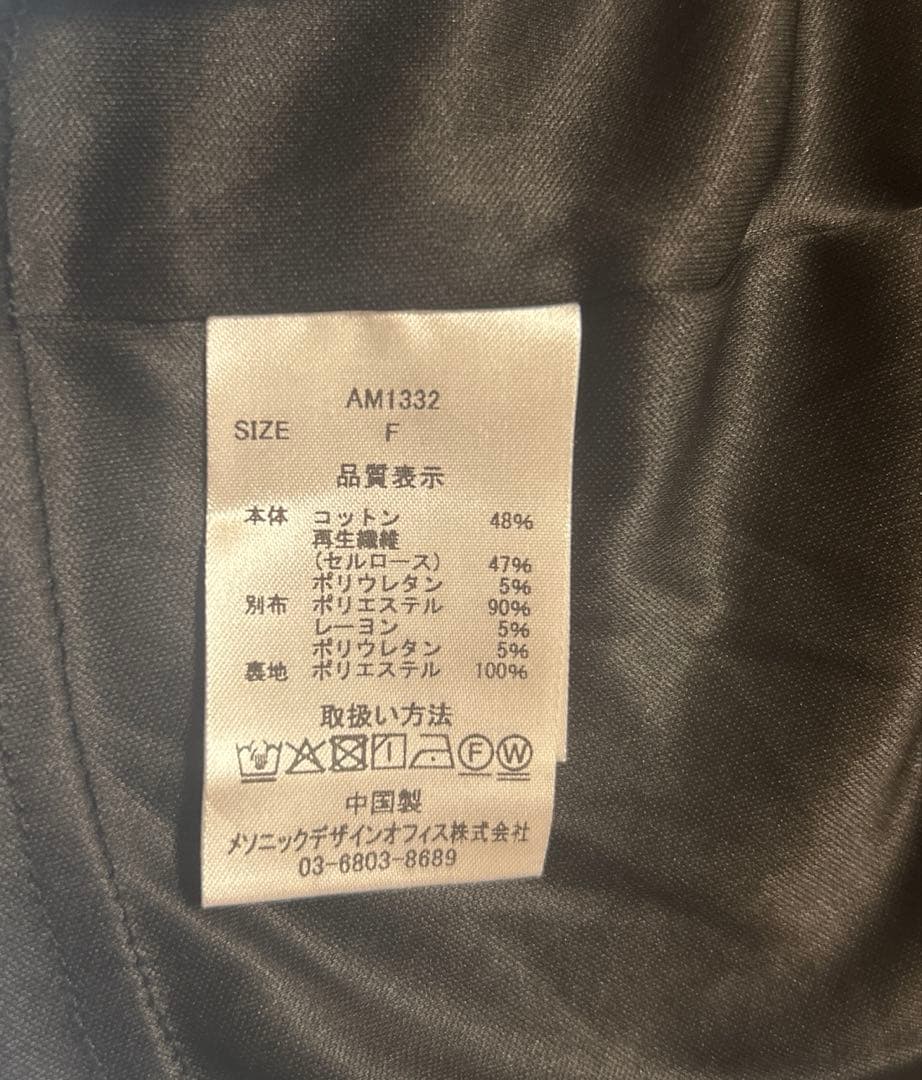 AM1332
SIZE F
品質表示
本体 コットン 48%
再生繊維
(セルロース) 47%
ポリウレタン 5%
別布 ポリエステル 90%
レーヨン 5%
ポリウレタン 5%
裏地 ポリエステル 100%
取扱い方法
F W
中国製
メソニックデザインオフィス株式会社
03-6803-8689